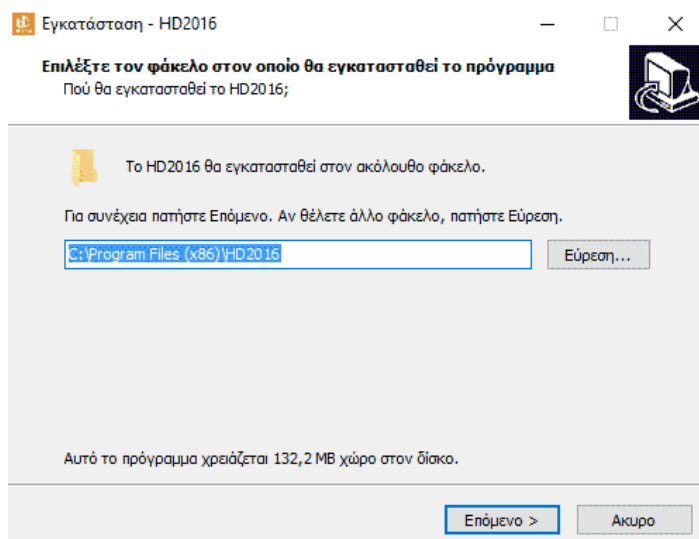 Εγκατάσταση - HD2016
Επιλέξτε τον φάκελο στον οποίο θα εγκατασταθεί το πρόγραμμα
Πού θα εγκατασταθεί το HD2016;
Το HD2016 θα εγκατασταθεί στον ακόλουθο φάκελο.
Για συνέχεια πατήστε Επόμενο. Αν θέλετε άλλο φάκελο, πατήστε Εύρεση.
C:\Program Files (x86)\HD2016
Εύρεση...
Αυτό το πρόγραμμα χρειάζεται 132,2 MB χώρο στον δίσκο.
Επόμενο >
Ακυρο